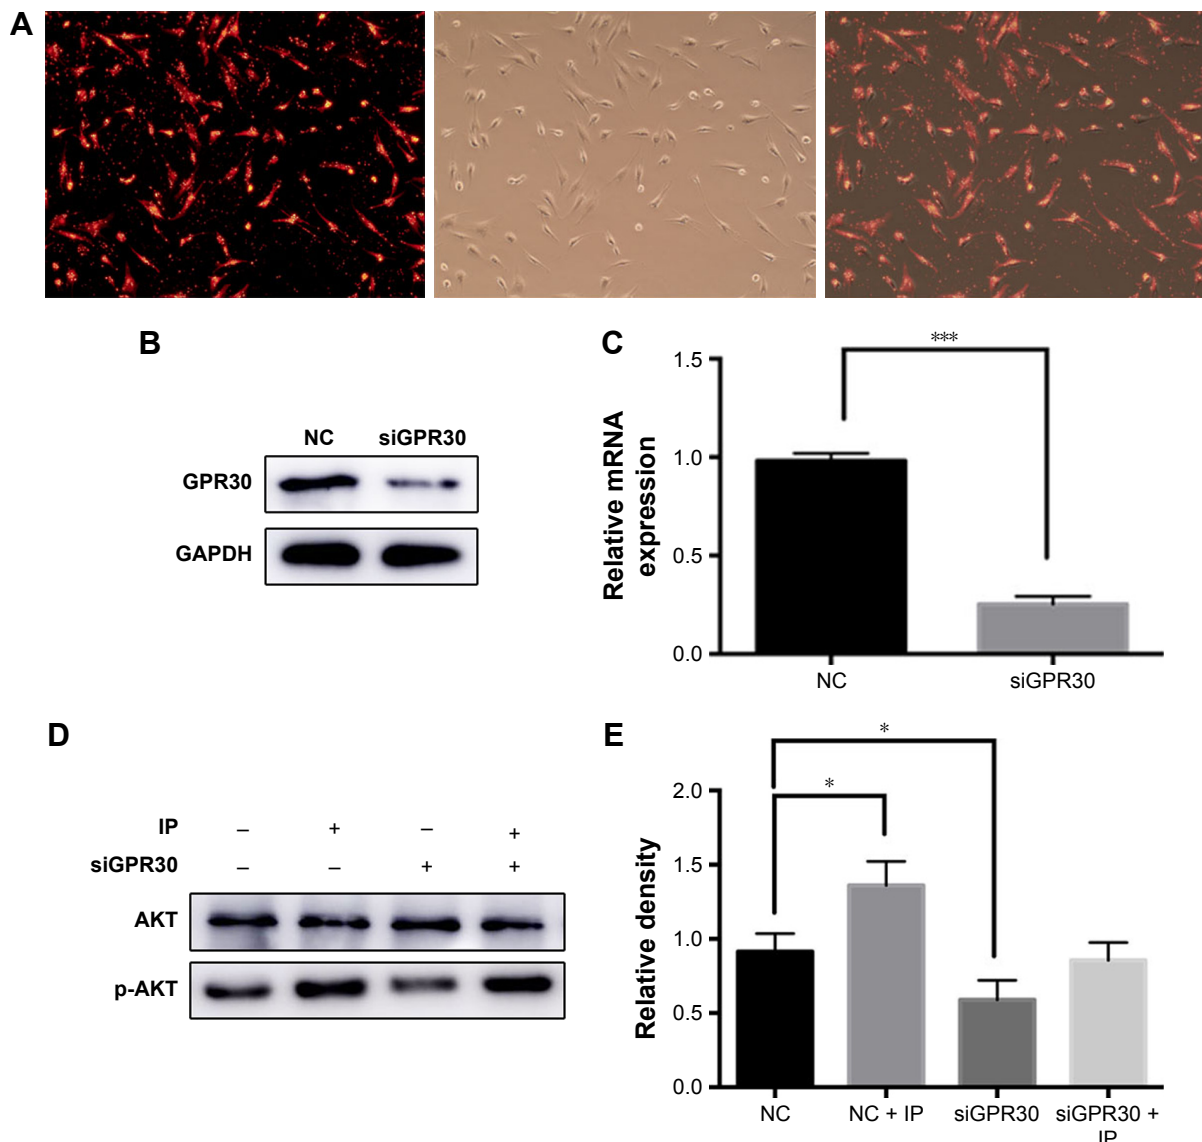 A
B
NC siGPR30
GPR30
GAPDH
C
***
1.5
1.0
0.5
0.0
Relative mRNA
expression
NC siGPR30
D
IP – + – +
siGPR30 – – + +
AKT
p-AKT
E
*
*
2.0
1.5
1.0
0.5
0.0
Relative density
NC NC + IP siGPR30 siGPR30 +
IP